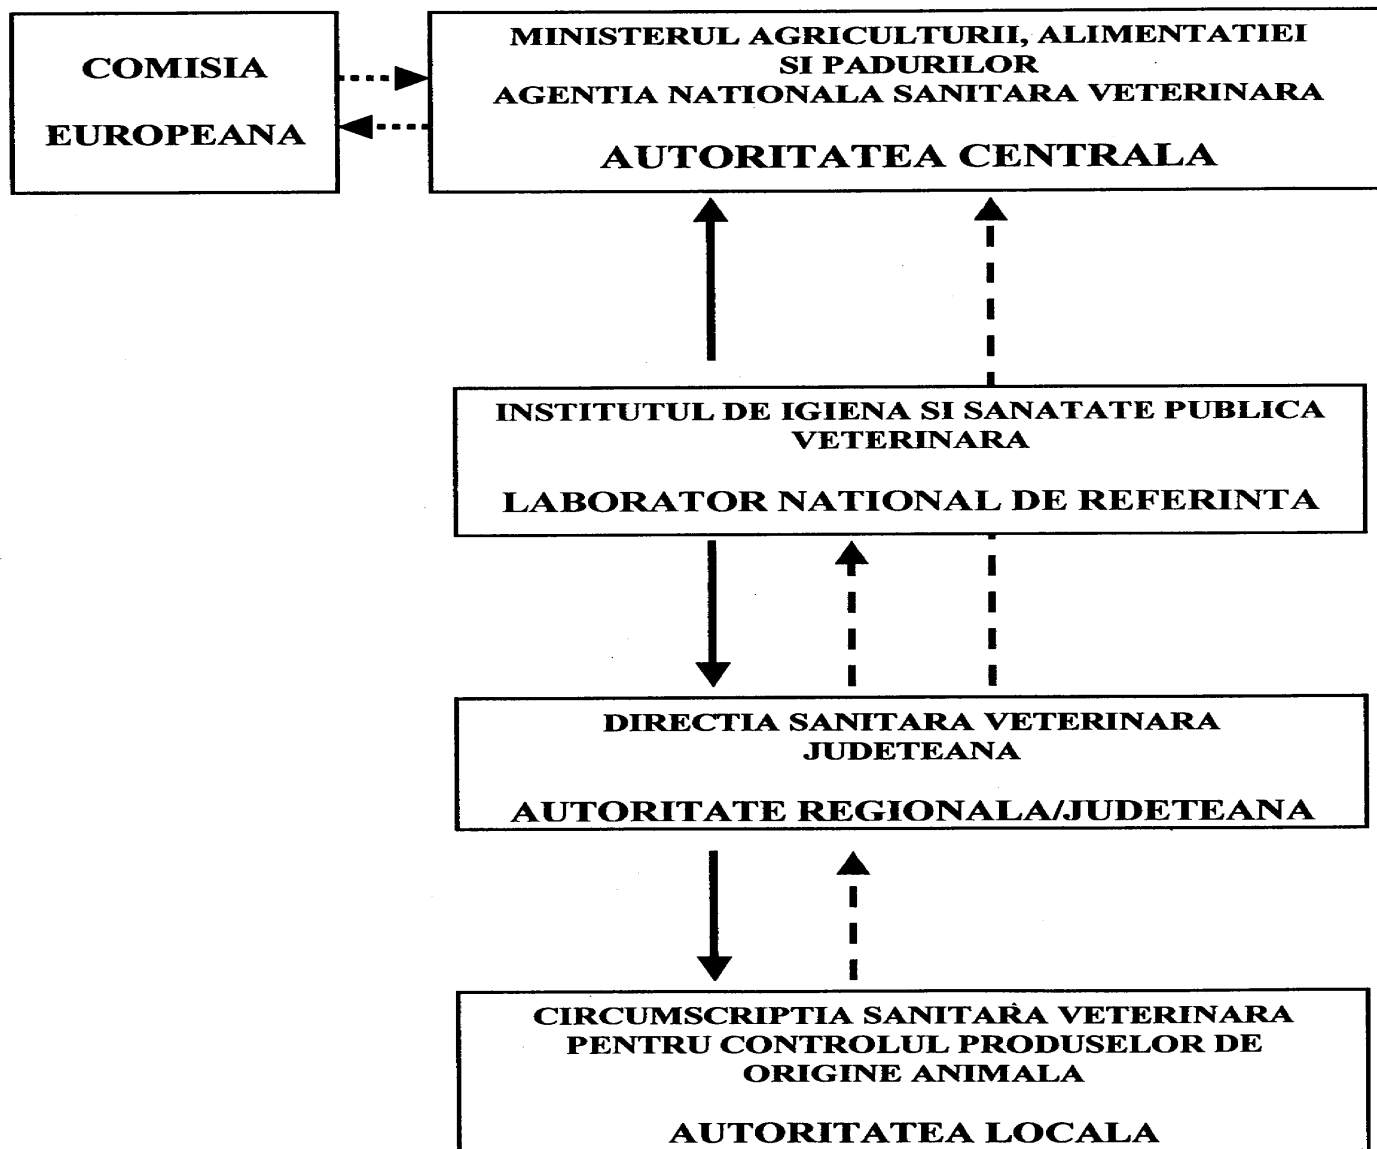 COMISIA
EUROPEANA
MINISTERUL AGRICULTURII, ALIMENTATIEI
SI PADURILOR
AGENTIA NATIONALA SANITARA VETERINARA
AUTORITATEA CENTRALA
INSTITUTUL DE IGIENA SI SANATATE PUBLICA
VETERINARA
LABORATOR NATIONAL DE REFERINTA
DIRECTIA SANITARA VETERINARA
JUDETEANA
AUTORITATE REGIONALA/JUDETEANA
CIRCUMSCRIPTIA SANITARA VETERINARA
PENTRU CONTROLUL PRODUSELOR DE
ORIGINE ANIMALA
AUTORITATEA LOCALA